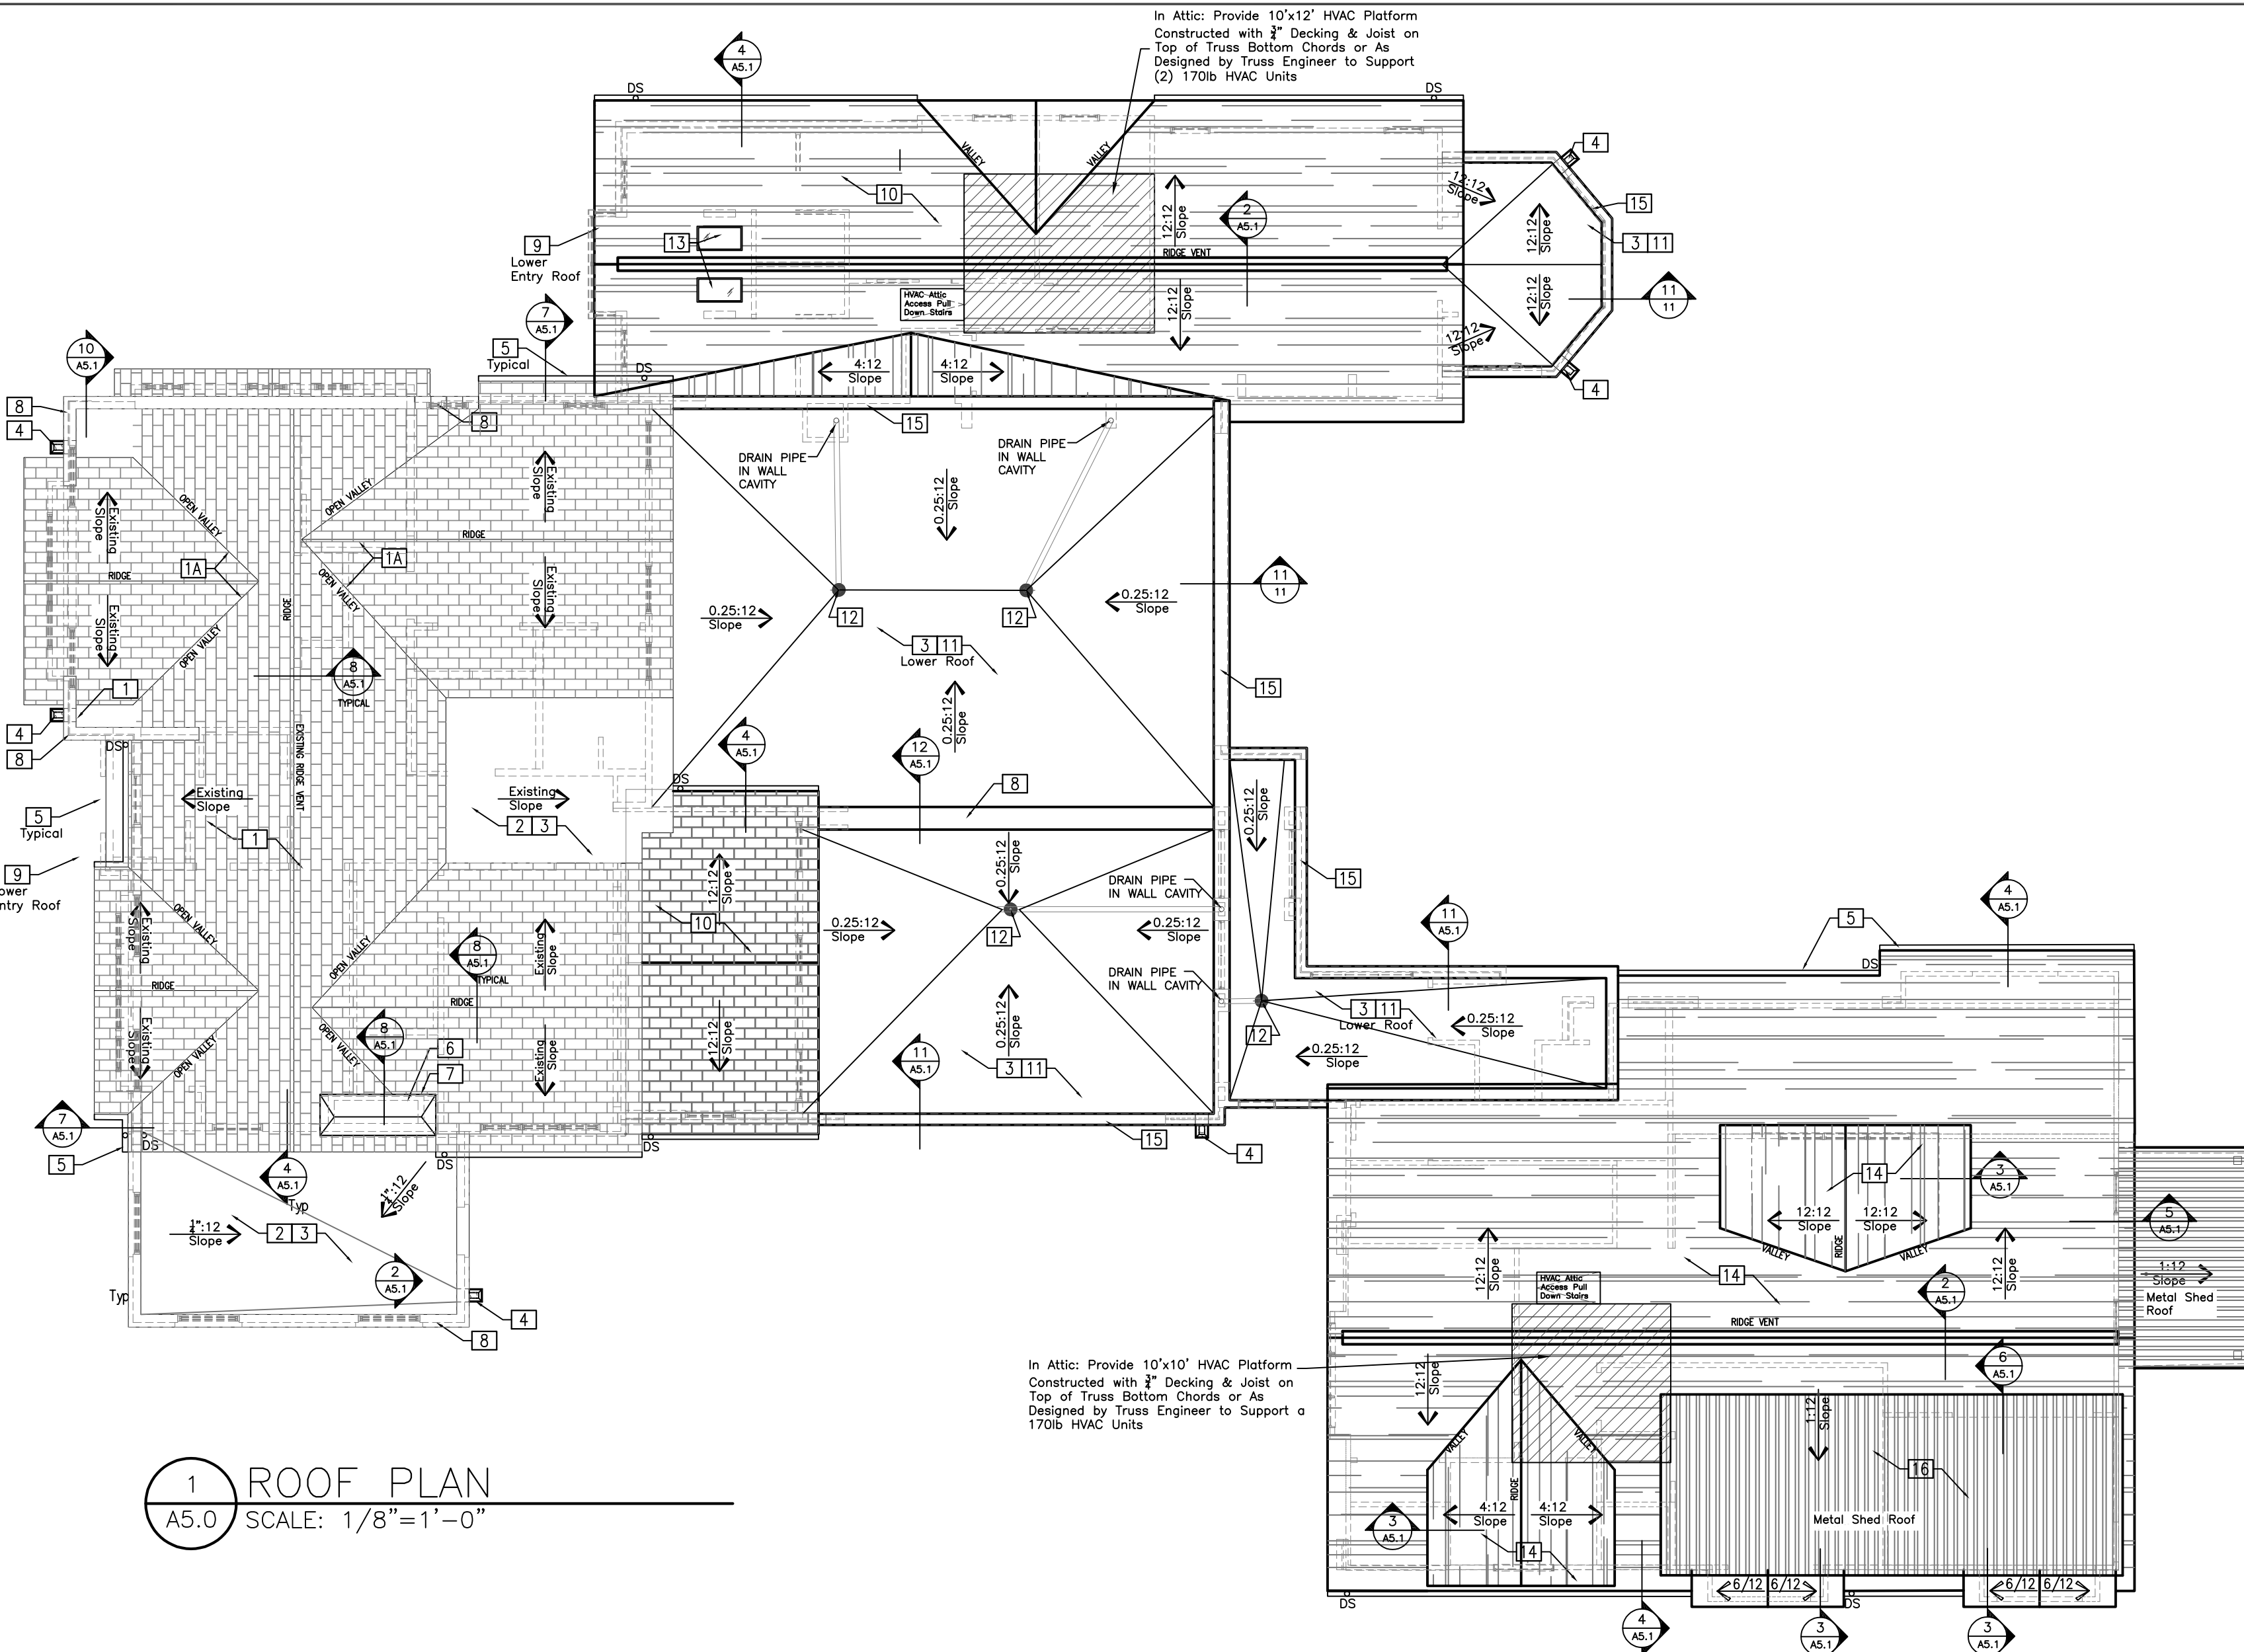 In Attic: Provide 10'x12' HVAC Platform
Constructed with ¾" Decking & Joist on
Top of Truss Bottom Chords or As
Designed by Truss Engineer to Support
(2) 170lb HVAC Units
4
A5.1
DS
DS
VALLEY
VALLEY
4
10
12:12
Slope
12:12
Slope
2
A5.1
12:12
Slope
15
9
Lower
Entry Roof
13
RIDGE VENT
3 11
HVAC Attic
Access Pull
Down Stairs
12:12
Slope
12:12
Slope
11
11
7
A5.1
12:12
Slope
10
A5.1
5
Typical
DS
4:12
Slope
4:12
Slope
4
8
4
8
15
DRAIN PIPE
IN WALL
CAVITY
DRAIN PIPE
IN WALL
CAVITY
Existing
Slope
OPEN VALLEY
OPEN VALLEY
Existing
Slope
0.25:12
Slope
RIDGE
1A
1A
RIDGE
OPEN VALLEY
Existing
Slope
11
11
RIDGE
Existing
Slope
0.25:12
Slope
0.25:12
Slope
12
12
OPEN VALLEY
3 11
Lower Roof
8
A5.1
TYPICAL
1
15
4
8
DS
EXISTING RIDGE VENT
4
A5.1
0.25:12
Slope
12
A5.1
DS
8
Existing
Slope
Existing
Slope
0.25:12
Slope
5
Typical
2 3
1
12:12
Slope
0.25:12
Slope
9
ntry Roof
DRAIN PIPE
IN WALL CAVITY
15
OPEN VALLEY
Existing
Slope
10
0.25:12
Slope
12
0.25:12
Slope
11
A5.1
5
4
A5.1
8
A5.1
TYPICAL
Existing
Slope
OPEN VALLEY
DRAIN PIPE
IN WALL CAVITY
DS
RIDGE
RIDGE
Existing
Slope
OPEN VALLEY
8
A5.1
Existing
Slope
12:12
Slope
0.25:12
Slope
3 11
Lower Roof
0.25:12
Slope
12
OPEN VALLEY
6
7
11
A5.1
3 11
0.25:12
Slope
7
A5.1
DS
5
DS
DS
15
4
4
A5.1
Typ
½":12
Slope
¼":12
Slope
2 3
14
3
A5.1
12:12
Slope
12:12
Slope
5
A5.1
VALLEY
RIDGE
VALLEY
12:12
Slope
12:12
Slope
1:12
Slope
Metal Shed
Roof
2
A5.1
Typ
4
8
HVAC Attic
Access Pull
Down Stairs
14
2
A5.1
RIDGE VENT
In Attic: Provide 10'x10' HVAC Platform
Constructed with ¾" Decking & Joist on
Top of Truss Bottom Chords or As
Designed by Truss Engineer to Support a
170lb HVAC Units
12:12
Slope
6
A5.1
1:12
Slope
VALLEY
VALLEY
RIDGE
16
1
A5.0
ROOF PLAN
SCALE: 1/8"=1'-0"
4:12
Slope
4:12
Slope
Metal Shed Roof
3
A5.1
14
6/12
6/12
6/12
6/12
DS
DS
4
A5.1
3
A5.1
3
A5.1